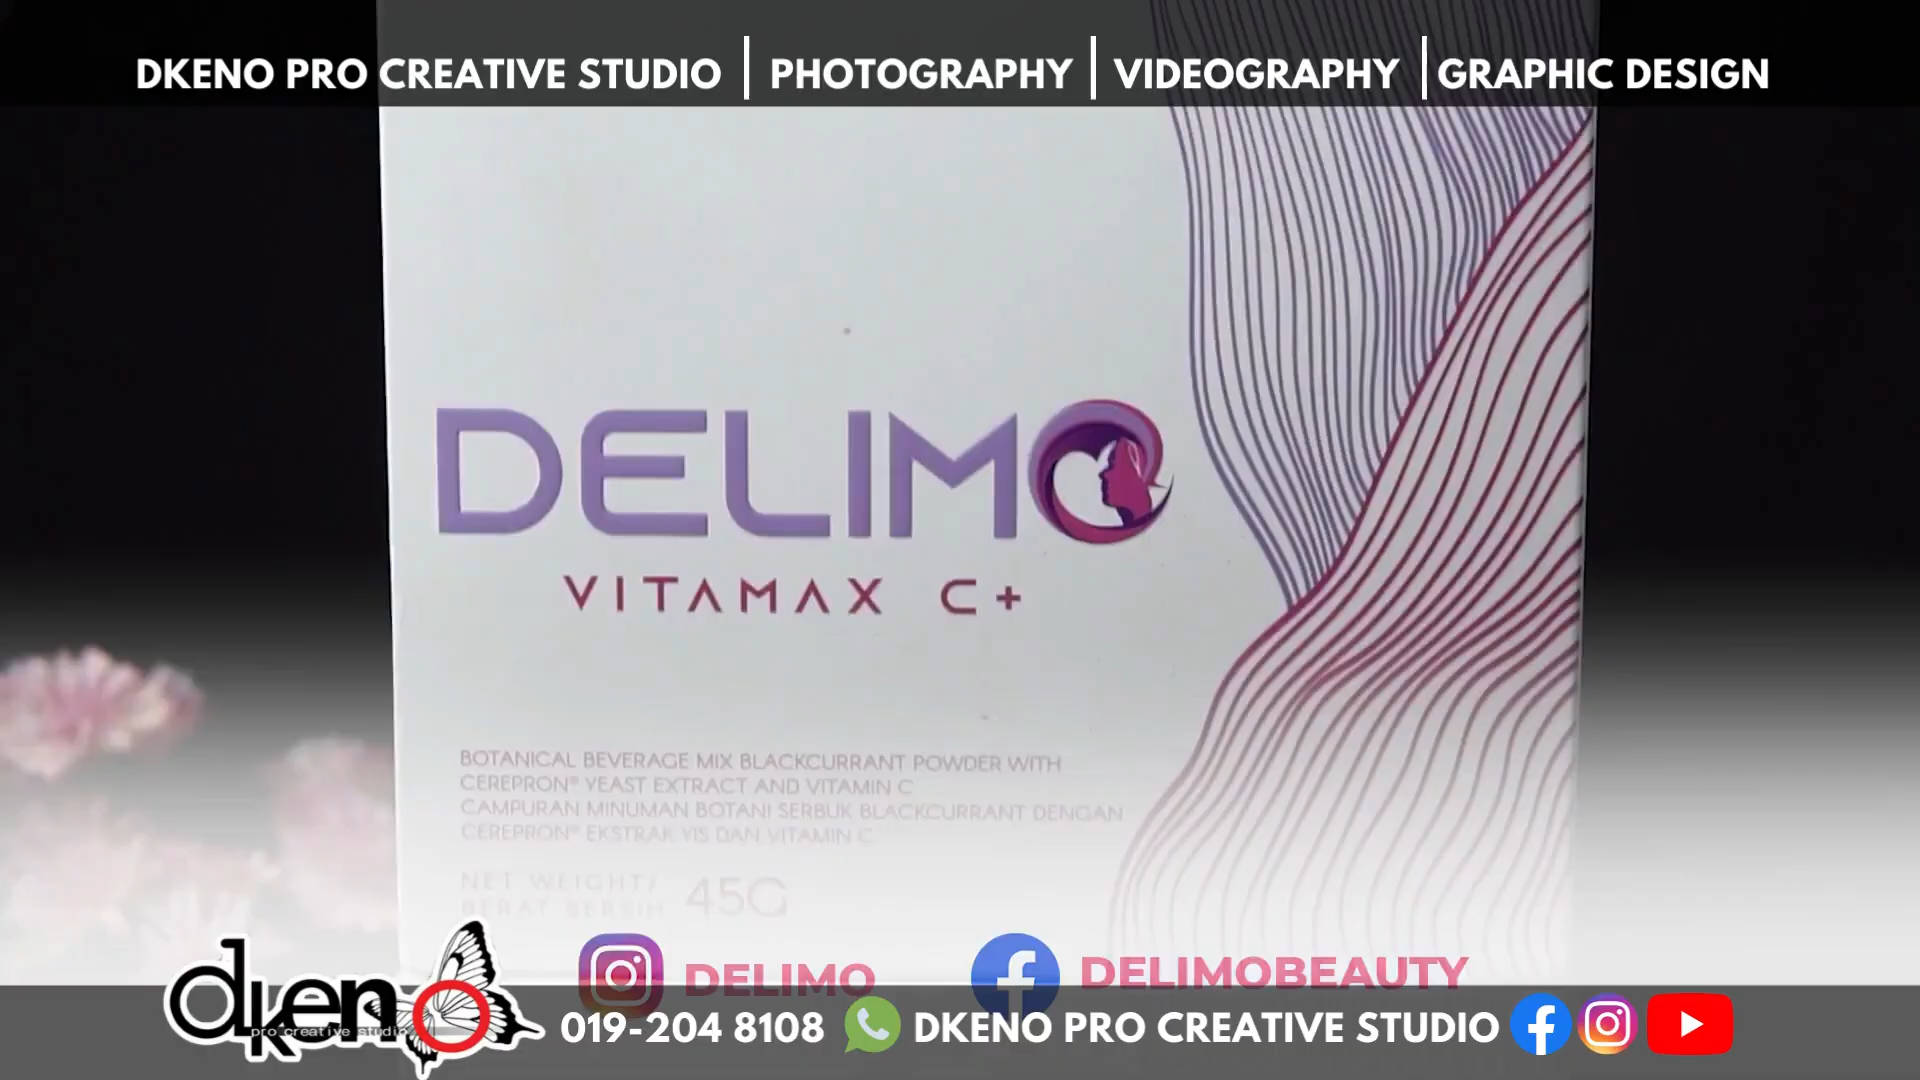 DKENO PRO CREATIVE STUDIO | PHOTOGRAPHY | VIDEOGRAPHY | GRAPHIC DESIGN
DELIMO
VITAMAX C+
BOTANICAL BEVERAGE MIX BLACKCURRANT POWDER WITH
CEREPRON® YEAST EXTRACT AND VITAMIN C
CAMPURAN MINUMAN BOTANI SERBUK BLACKCURRANT DENGAN
CEREPRON® EKSTRAK YIS DAN VITAMIN C
NET WEIGHT/
BERAT BERSIH 45G
DELIMO
DELIMOBEAUTY
dkeno
pro creative studio
019-204 8108 DKENO PRO CREATIVE STUDIO